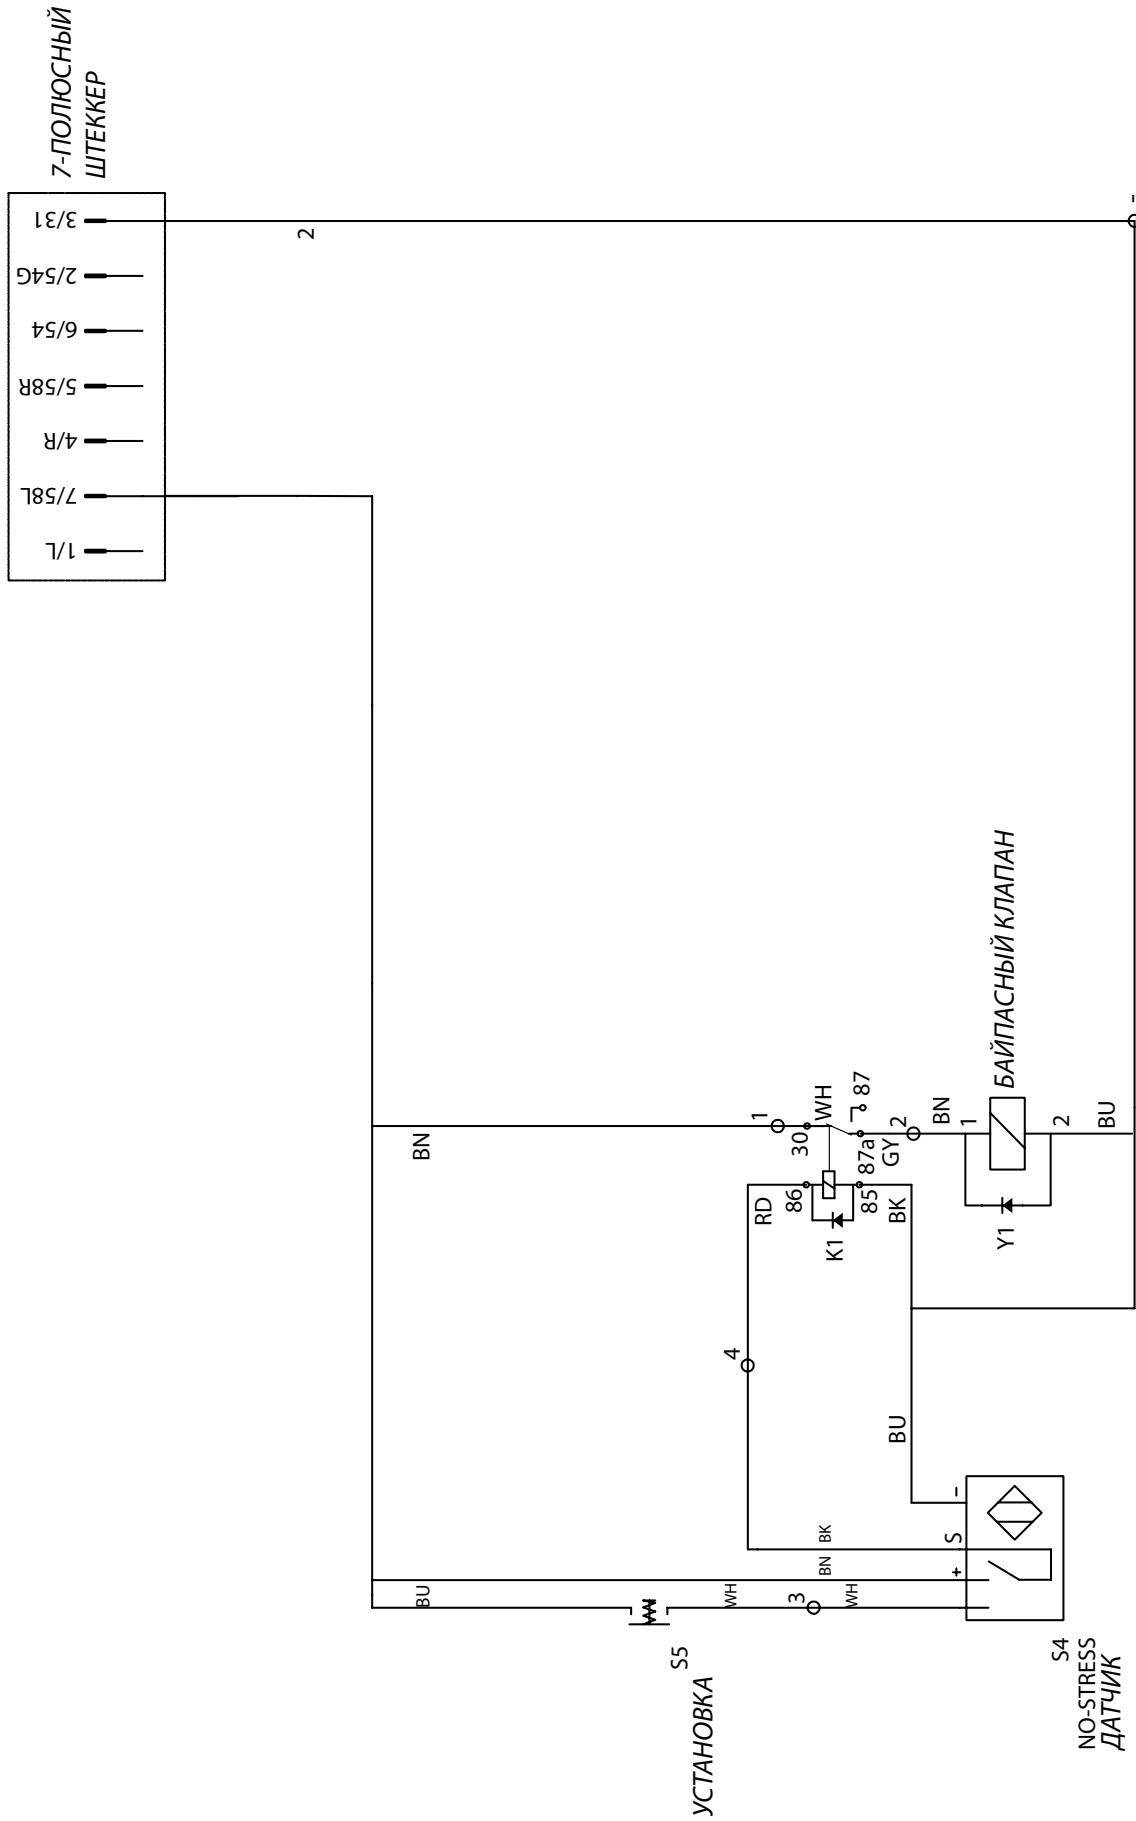 7-ПОЛЮСНЫЙ
ШТЕККЕР
3/31
2/54G
6/54
5/58R
4/R
7/58L
1/L
2
-
BN
1
30
WH
87
87a
GY
2
BN
1
БАЙПАСНЫЙ КЛАПАН
2
BU
Y1
RD
86
K1
85
BK
4
BU
-
S
+
BK
BN
BU
WH
3
WH
S5
УСТАНОВКА
S4
NO-STRESS
ДАТЧИК